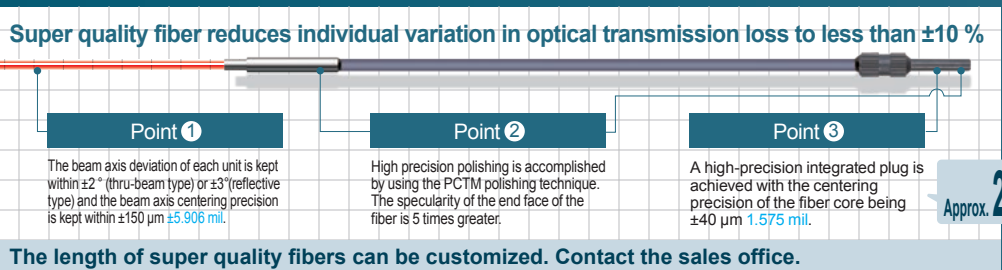 Super quality fiber reduces individual variation in optical transmission loss to less than ±10 %
Point 1
The beam axis deviation of each unit is kept
within ±2 ° (thru-beam type) or ±3°(reflective
type) and the beam axis centering precision
is kept within ±150 μm ±5.906 mil.
Point 2
High precision polishing is accomplished
by using the PCTM polishing technique.
The specularity of the end face of the
fiber is 5 times greater.
Point 3
A high-precision integrated plug is
achieved with the centering
precision of the fiber core being
±40 μm 1.575 mil.
Approx. 2
The length of super quality fibers can be customized. Contact the sales office.